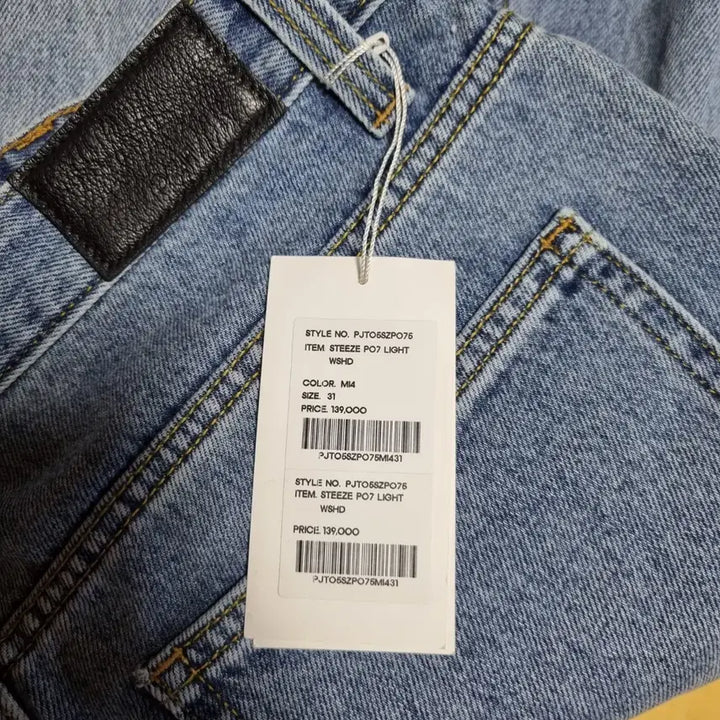 STYLE NO. PJTO5SZPO75
ITEM. STEEZE PO7 LIGHT
WSHD
COLOR. MI4
SIZE. 31
PRICE. 139,000
PJTO5SZPO75MI431
STYLE NO. PJTO5SZPO75
ITEM. STEEZE PO7 LIGHT
WSHD
PRICE. 139,000
PJTO5SZPO75MI431